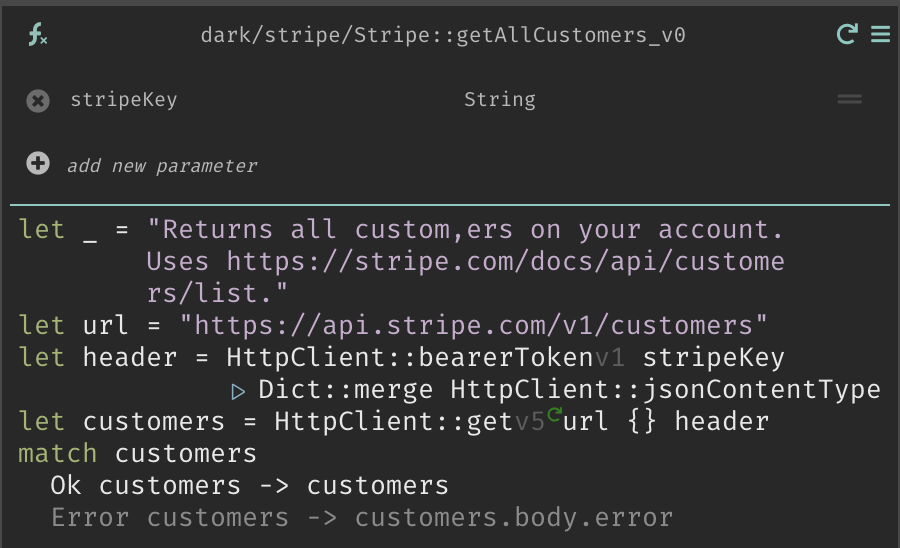 fx dark/stripe/Stripe::getAllCustomers_v0
stripeKey String
add new parameter
let _ = "Returns all custom,ers on your account.
Uses https://stripe.com/docs/api/custome
rs/list."
let url = "https://api.stripe.com/v1/customers"
let header = HttpClient::bearerTokenv1 stripeKey
▷ Dict::merge HttpClient::jsonContentType
let customers = HttpClient::getv5 url {} header
match customers
Ok customers -> customers
Error customers -> customers.body.error